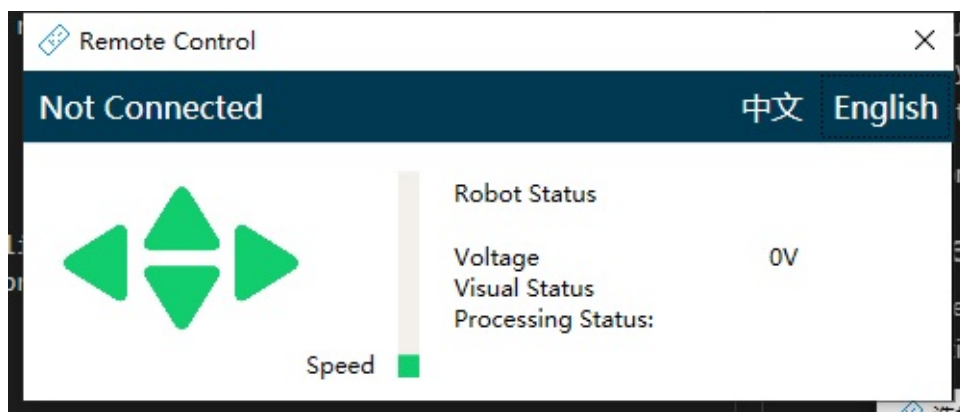 Remote Control
Not Connected 中文 English
Robot Status
Voltage 0V
Visual Status
Processing Status:
Speed